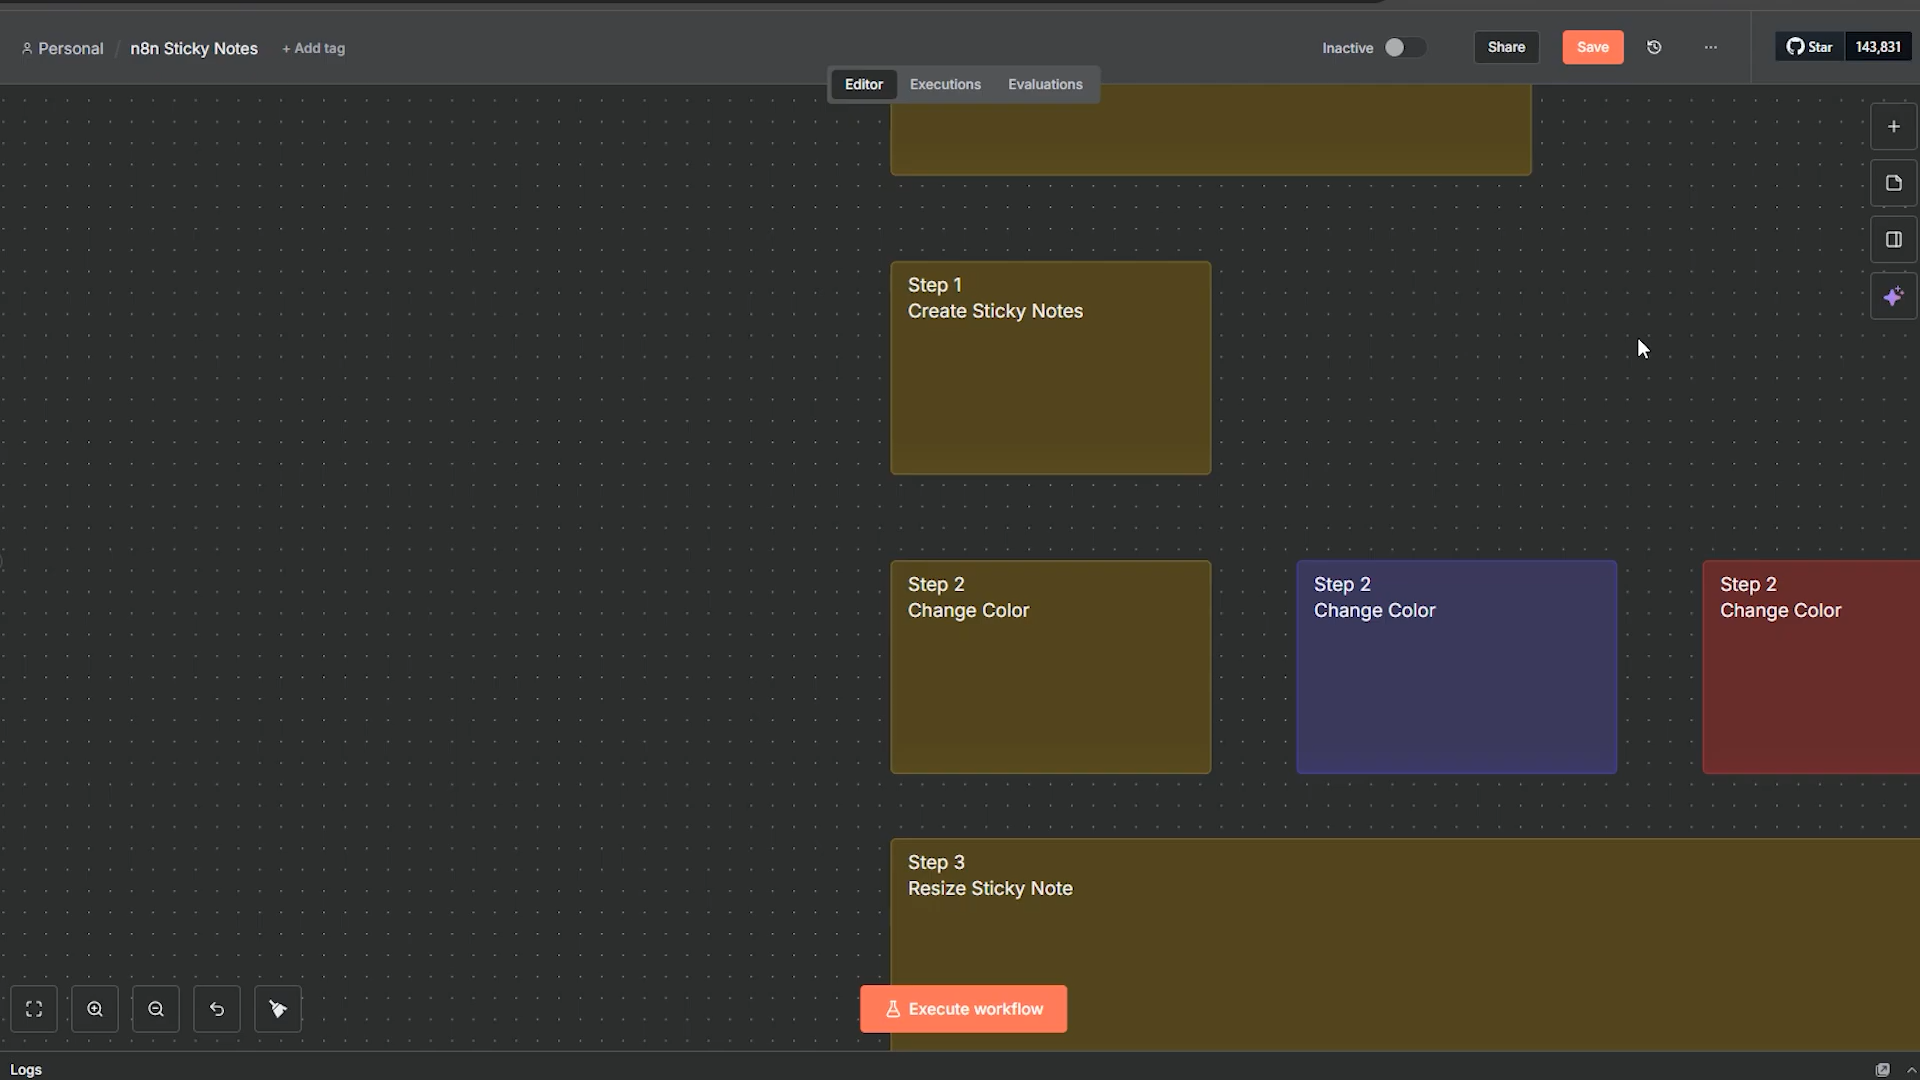 Personal / n8n Sticky Notes + Add tag
Inactive Share Save ... Star 143,831
Editor Executions Evaluations
Step 1
Create Sticky Notes
Step 2
Change Color
Step 2
Change Color
Step 2
Change Color
Step 3
Resize Sticky Note
Execute workflow
Logs